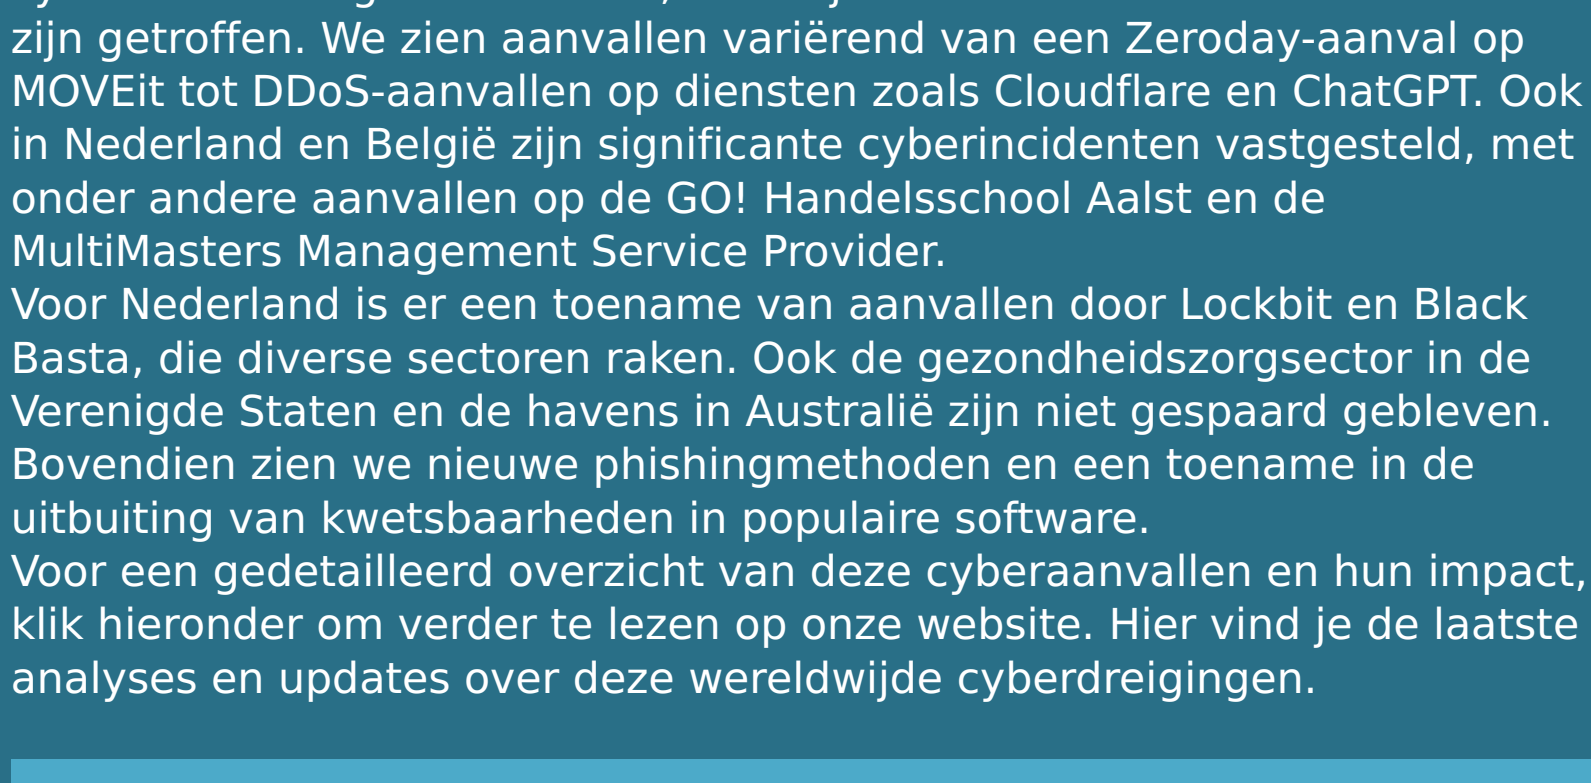 zijn getroffen. We zien aanvallen variërend van een Zeroday-aanval op
MOVEit tot DDoS-aanvallen op diensten zoals Cloudflare en ChatGPT. Ook
in Nederland en België zijn significante cyberincidenten vastgesteld, met
onder andere aanvallen op de GO! Handelsschool Aalst en de
MultiMasters Management Service Provider.
Voor Nederland is er een toename van aanvallen door Lockbit en Black
Basta, die diverse sectoren raken. Ook de gezondheidszorgsector in de
Verenigde Staten en de havens in Australië zijn niet gespaard gebleven.
Bovendien zien we nieuwe phishingmethoden en een toename in de
uitbuiting van kwetsbaarheden in populaire software.
Voor een gedetailleerd overzicht van deze cyberaanvallen en hun impact,
klik hieronder om verder te lezen op onze website. Hier vind je de laatste
analyses en updates over deze wereldwijde cyberdreigingen.